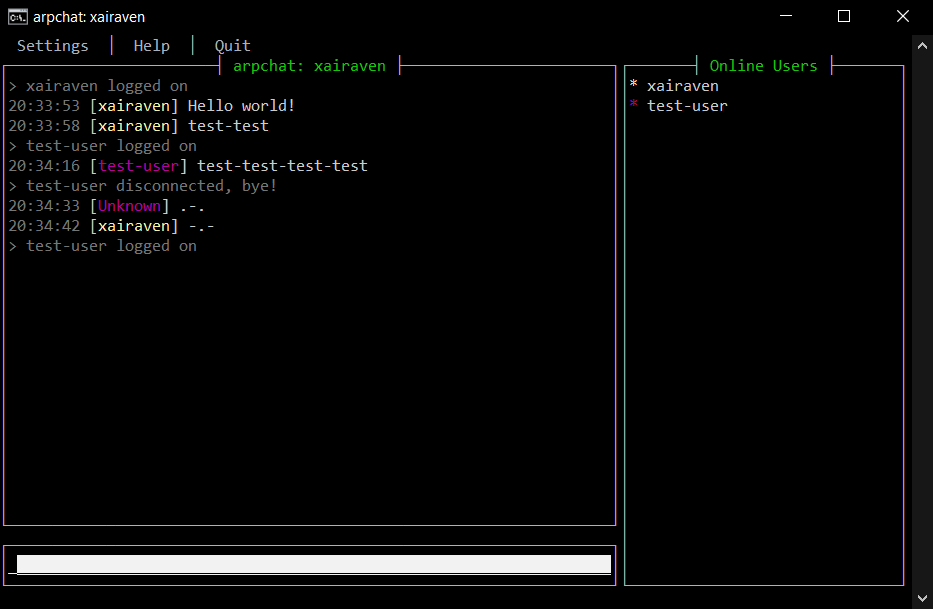 arpchat: xairaven
Settings | Help | Quit
arpchat: xairaven
> xairaven logged on
20:33:53 [xairaven] Hello world!
20:33:58 [xairaven] test-test
> test-user logged on
20:34:16 [test-user] test-test-test-test
> test-user disconnected, bye!
20:34:33 [Unknown] .-.
20:34:42 [xairaven] -.-
> test-user logged on
Online Users
* xairaven
* test-user